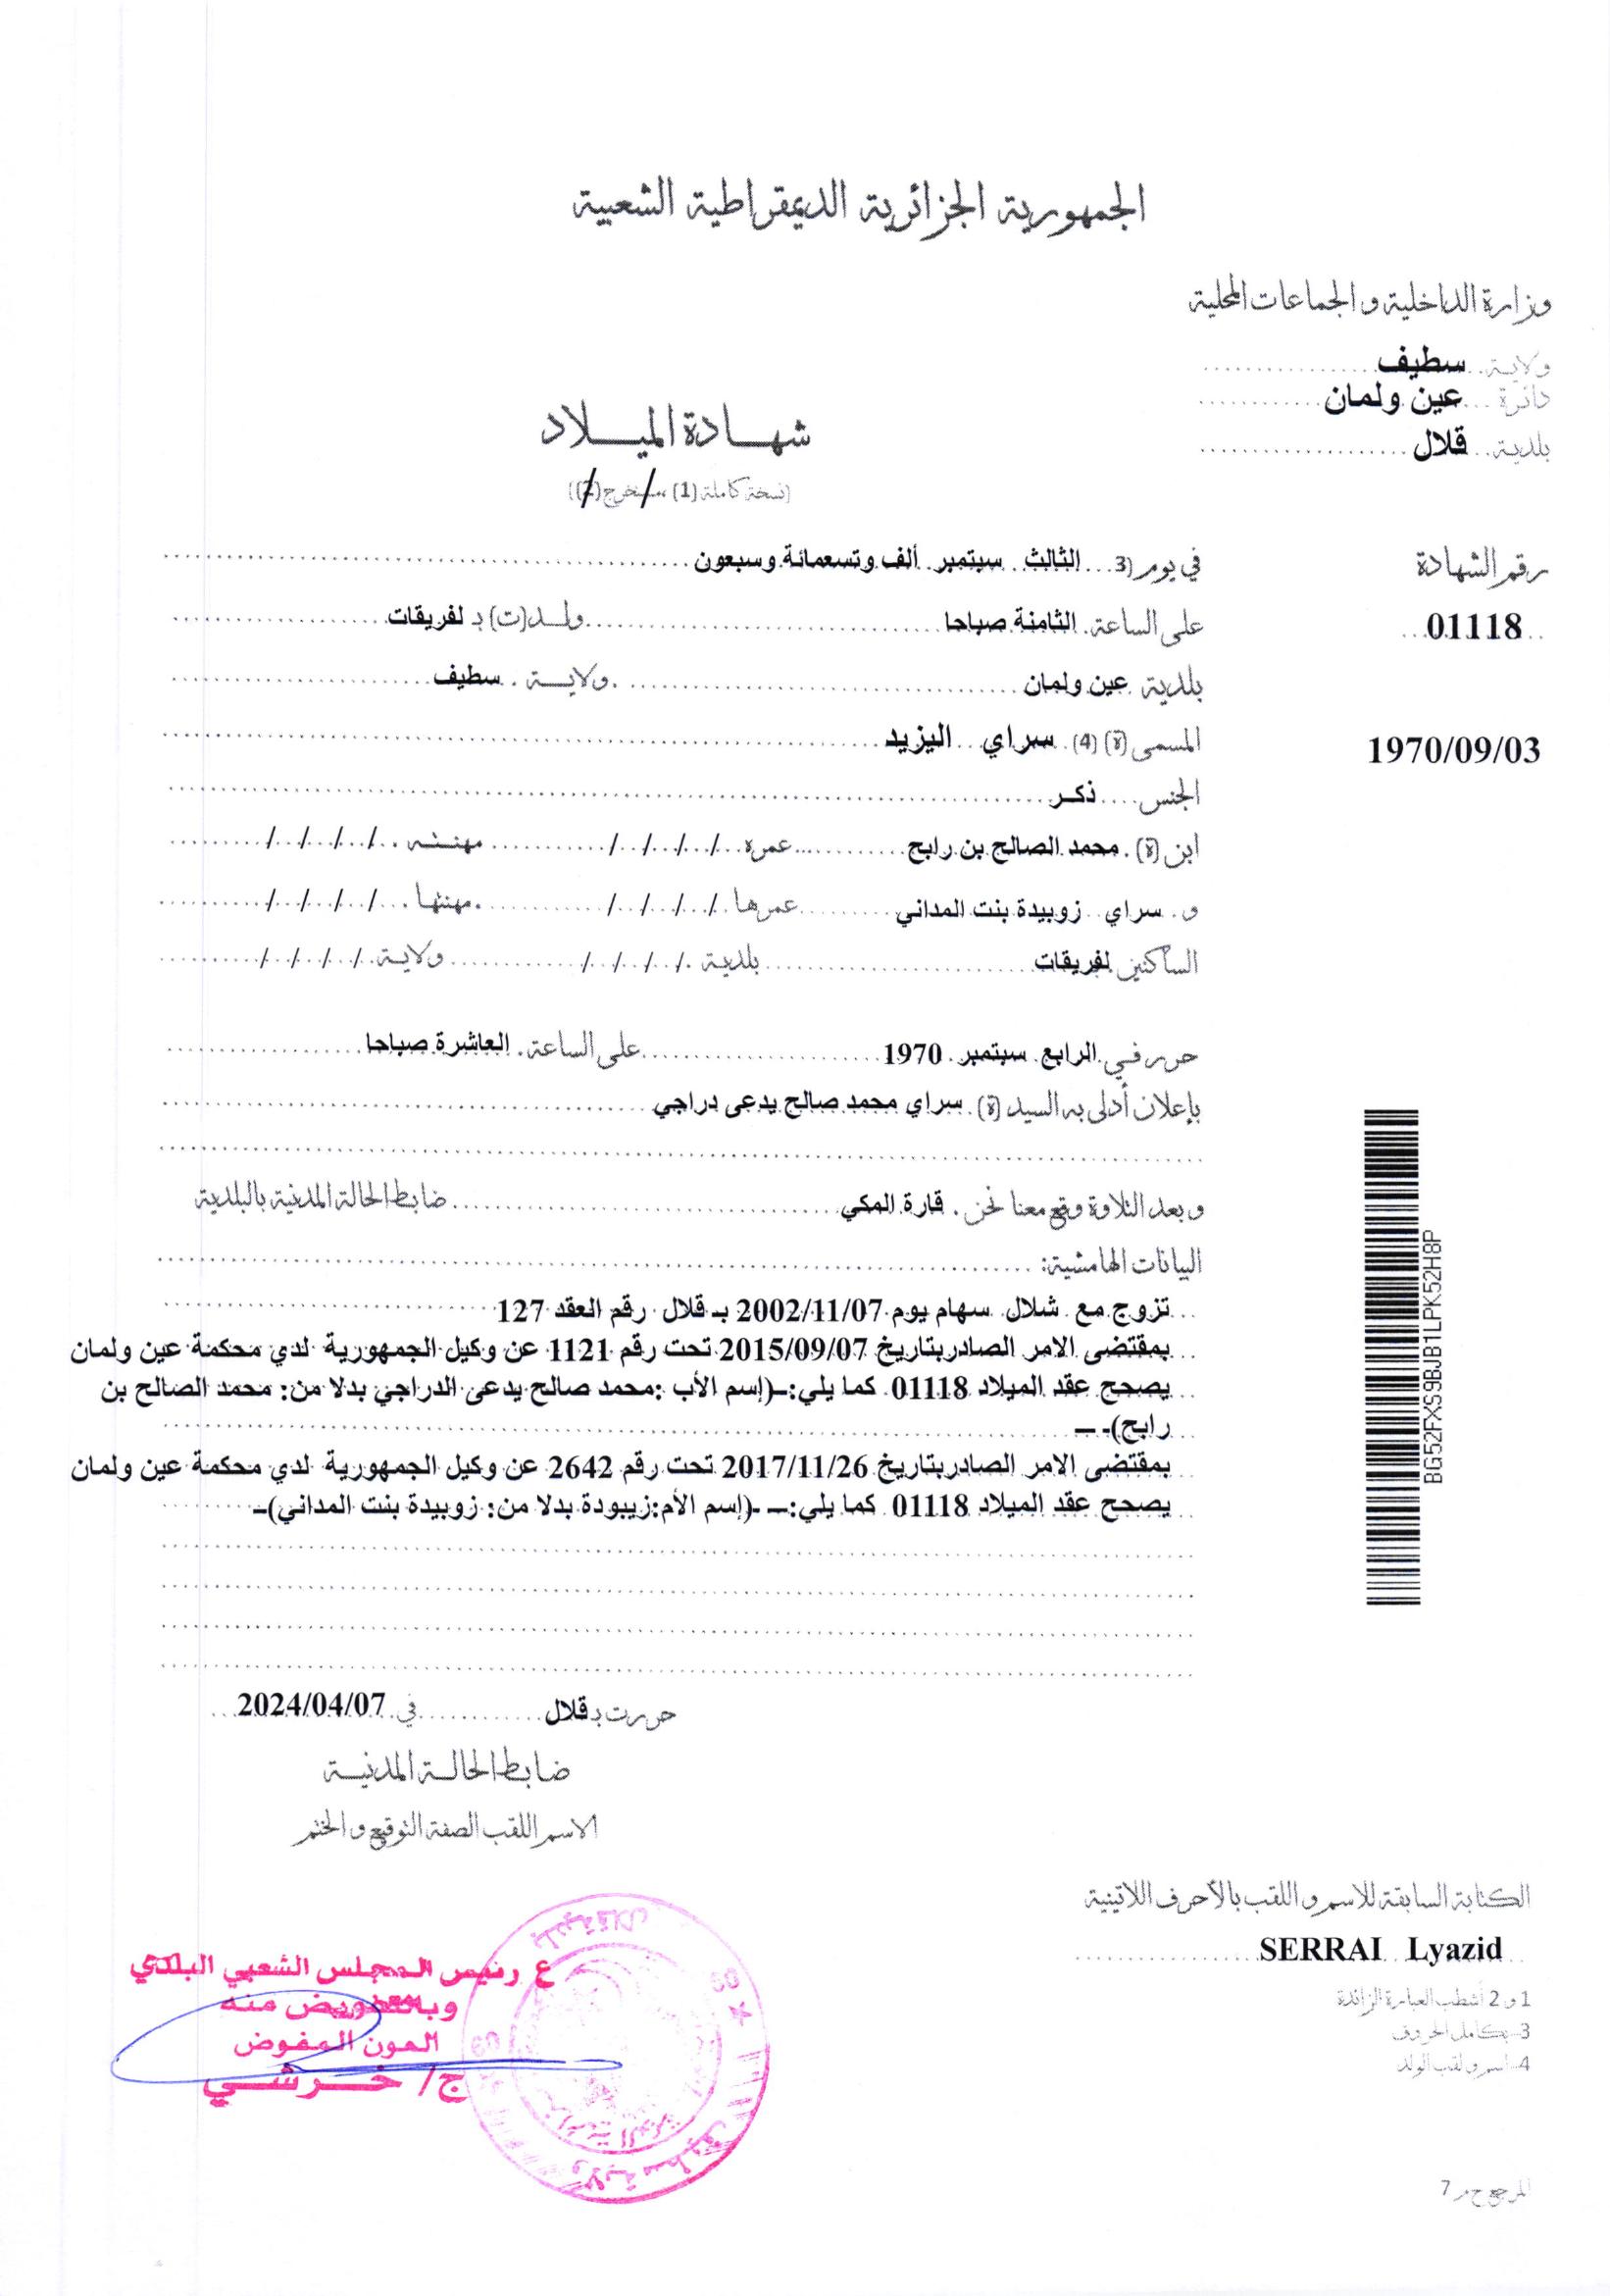 الجمهورية الجزائرية الديمقراطية الشعبية
وزارة الداخلية و الجماعات المحلية
ولاية سطيف
دائرة عين ولمان
بلدية قلال
شهادة الميلاد
(نسخة كاملة (1) ،مستخرج (2))
رقم الشهادة
01118
1970/09/03
في يوم (3 الثالث سبتمبر ألف وتسعمائة وسبعون
على الساعة الثامنة صباحا ولد(ت) بـ لفريقات
بلدية عين ولمان ولاية سطيف
المسمى (ة) (4) سراي اليزيد
الجنس ذكر
ابن (ة) محمد الصالح بن رابح عمره / / / / مهنته / / / /
و سراي زوبيدة بنت المداني عمرها / / / / مهنتها / / / /
الساكنين لفريقات بلدية / / / / ولاية / / / /
حرر في الرابع سبتمبر 1970 على الساعة العاشرة صباحا
بإعلان أدلى به السيد (ة) سراي محمد صالح يدعى دراجي
و بعد التلاوة وقع معنا نحن قارة المكي ضابط الحالة المدنية بالبلدية
البيانات الهامشية:
تزوج مع شلال سهام يوم 2002/11/07 بـ قلال رقم العقد 127
بمقتضى الامر الصادربتاريخ 2015/09/07 تحت رقم 1121 عن وكيل الجمهورية لدي محكمة عين ولمان
يصحح عقد الميلاد 01118 كما يلي:ـ(إسم الأب :محمد صالح يدعى الدراجي بدلا من: محمد الصالح بن
رابح)- ـ
بمقتضى الامر الصادربتاريخ 2017/11/26 تحت رقم 2642 عن وكيل الجمهورية لدي محكمة عين ولمان
يصحح عقد الميلاد 01118 كما يلي:ـ -(إسم الأم:زيبودة بدلا من: زوبيدة بنت المداني)ـ
BG52FXS9BJB1LPK52H8P
حررت بـ قلال في 2024/04/07
ضابط الحالة المدنية
الاسم اللقب الصفة التوقيع و الختم
الكتابة السابقة للاسم و اللقب بالأحرف اللاتينية
SERRAI Lyazid
1 و 2 أشطب العبارة الزائدة
3-بكامل الحروف
4- اسم و لقب الولد
ع رئيس المجلس الشعبي البلدي
وبالتفويض منه
العون المفوض
ج/ خرشي
بلدية قلال
ولاية سطيف
المرجع ح م 7